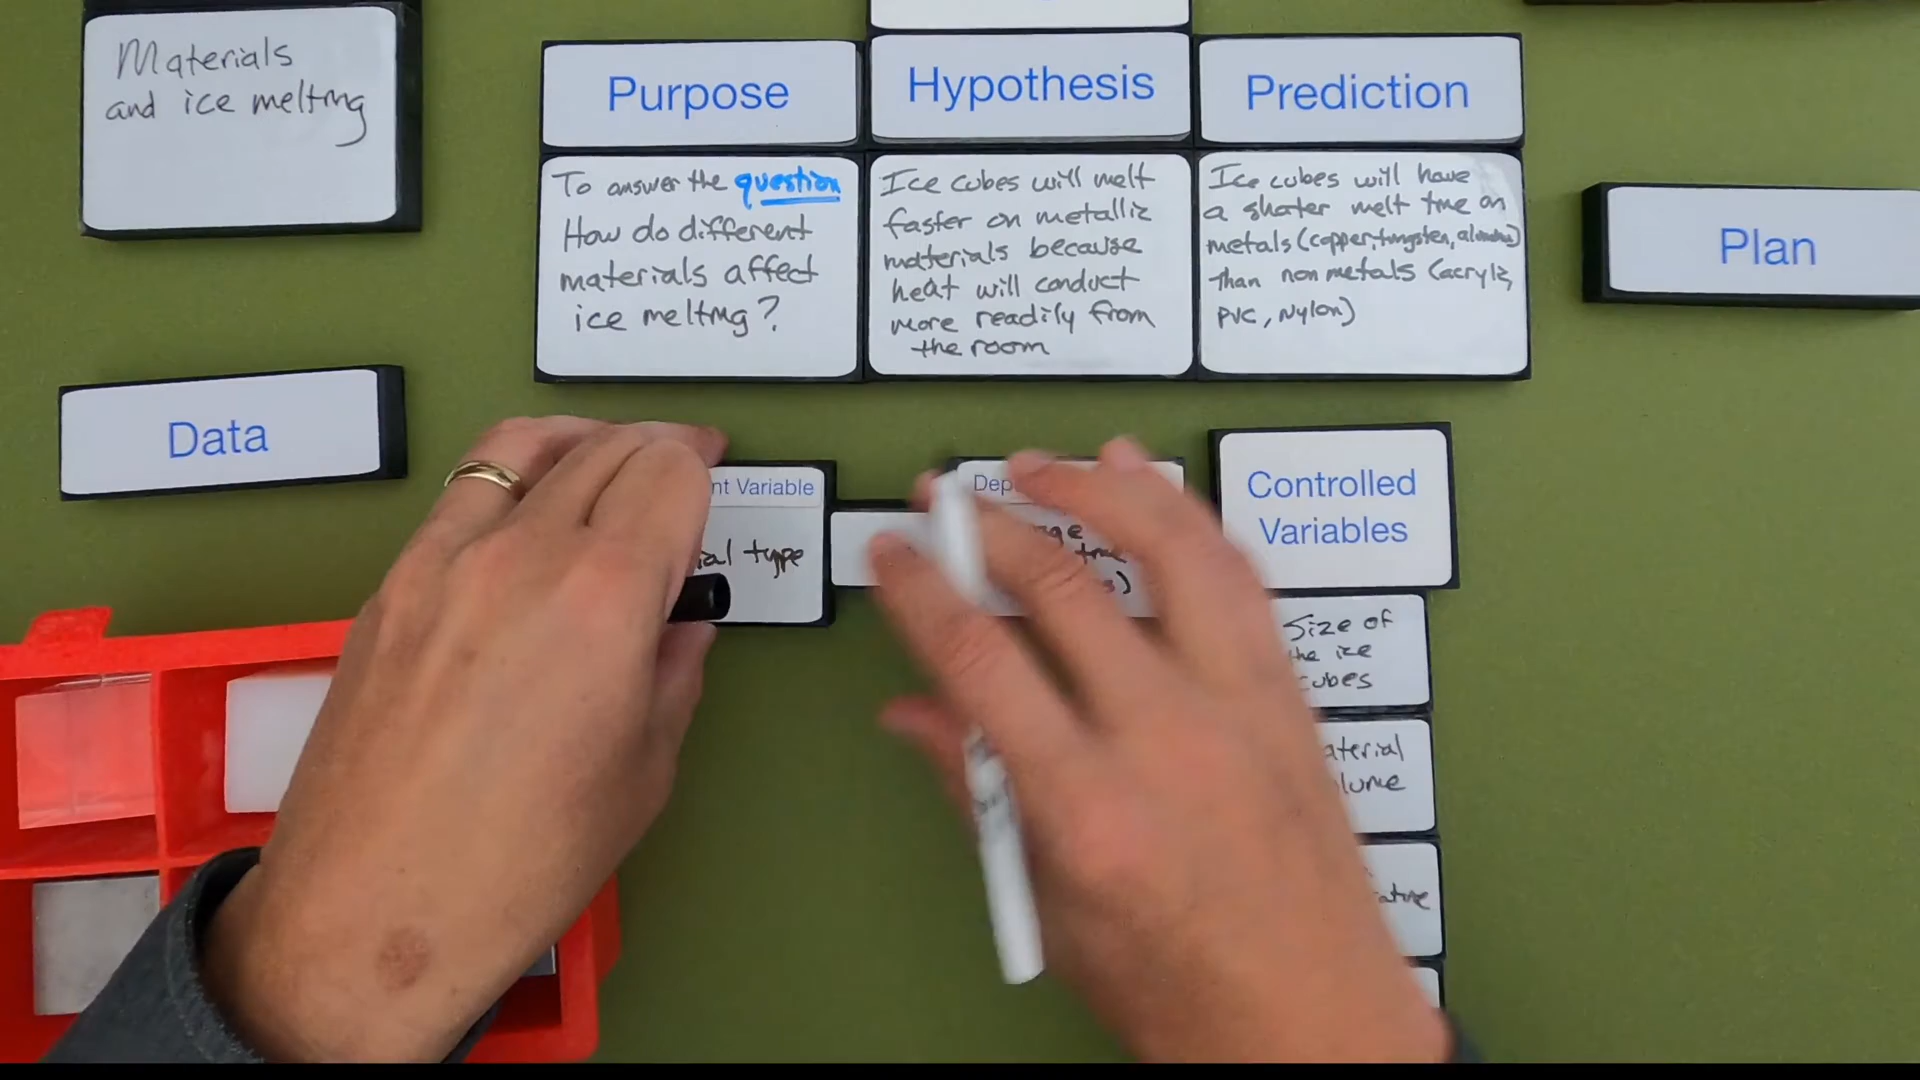 Materials
and ice melting
Purpose
Hypothesis
Prediction
To answer the question
How do different
materials affect
ice melting?
Ice cubes will melt
faster on metallic
materials because
heat will conduct
more readily from
the room
Ice cubes will have
a shorter melt time on
metals (copper, tungsten,
than non metals (acrylic,
PVC, Nylon)
Plan
Data
nt Variable
ial type
Dep
Controlled
Variables
Size of
the ice
cubes
aterial
lume